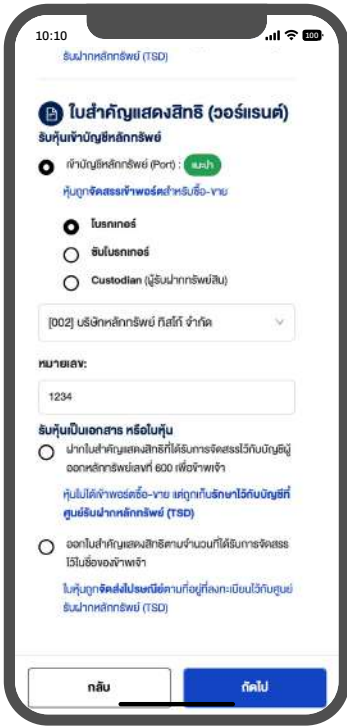 10:10
100
รับฝากหลักทรัพย์ (TSD)
ใบสำคัญแสดงสิทธิ (วอร์แรนต์)
รับหุ้นเข้าบัญชีหลักทรัพย์
เข้าบัญชีหลักทรัพย์ (Port) : แนะนำ
หุ้นถูกจัดสรรเข้าพอร์ตสำหรับซื้อ-ขาย
โบรกเกอร์
ซับโบรกเกอร์
Custodian (ผู้รับฝากทรัพย์สิน)
[002] บริษัทหลักทรัพย์ ทิสโก้ จำกัด
หมายเลข:
1234
รับหุ้นเป็นเอกสาร หรือใบหุ้น
ฝากใบสำคัญแสดงสิทธิที่ได้รับการจัดสรรไว้กับบัญชีผู้
ออกหลักทรัพย์เลขที่ 600 เพื่อข้าพเจ้า
หุ้นไม่ได้เข้าพอร์ตซื้อ-ขาย แต่ถูกเก็บรักษาไว้กับบัญชีที่
ศูนย์รับฝากหลักทรัพย์ (TSD)
ออกใบสำคัญแสดงสิทธิตามจำนวนที่ได้รับการจัดสรร
ไว้ในชื่อของข้าพเจ้า
ใบหุ้นถูกจัดส่งไปรษณีย์ตามที่อยู่ที่ลงทะเบียนไว้กับศูนย์
รับฝากหลักทรัพย์ (TSD)
กลับ
ถัดไป